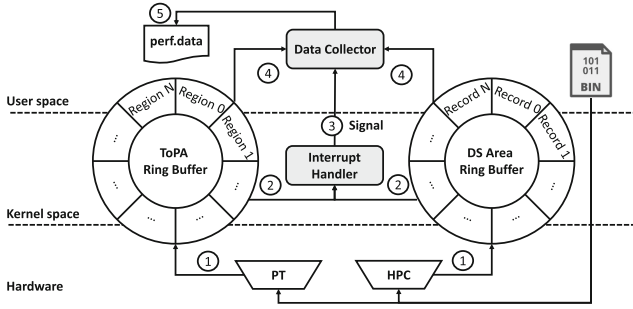 5
perf.data
Data Collector
4
4
101
011
BIN
User space
Region N
Region 0
Region 1
...
...
...
...
...
ToPA
Ring Buffer
3
Signal
Interrupt
Handler
2
2
Record N
Record 0
Record 1
...
...
...
...
...
DS Area
Ring Buffer
Kernel space
1
PT
HPC
1
Hardware